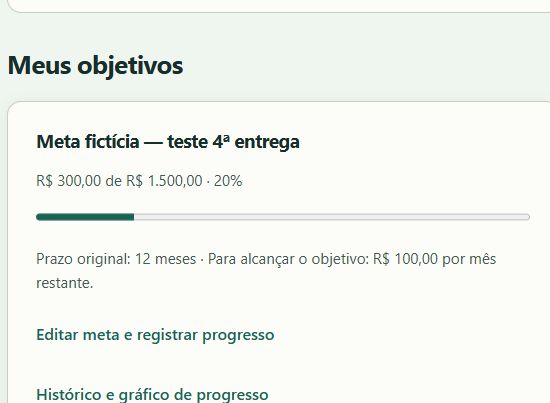 Meus objetivos
Meta fictícia — teste 4ª entrega
R$ 300,00 de R$ 1.500,00 · 20%
Prazo original: 12 meses · Para alcançar o objetivo: R$ 100,00 por mês
restante.
Editar meta e registrar progresso
Histórico e gráfico de progresso